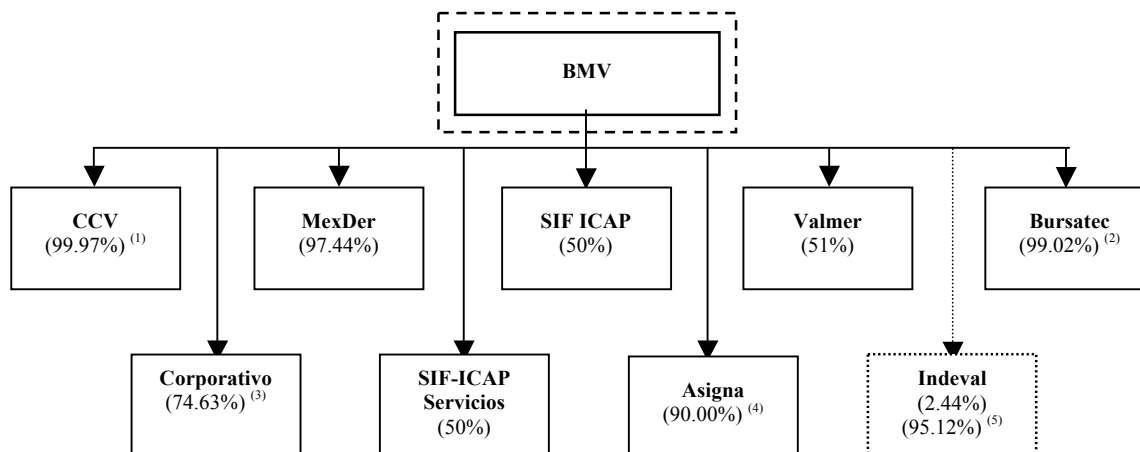 BMV
CCV
(99.97%) (1)
MexDer
(97.44%)
SIF ICAP
(50%)
Valmer
(51%)
Bursatec
(99.02%) (2)
Corporativo
(74.63%) (3)
SIF-ICAP
Servicios
(50%)
Asigna
(90.00%) (4)
Indeval
(2.44%)
(95.12%) (5)